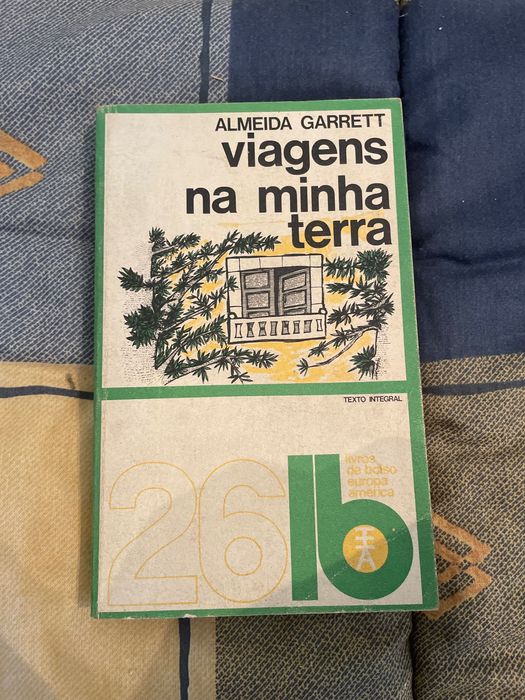 ALMEIDA GARRETT
viagens
na minha
terra
TEXTO INTEGRAL
26
lb
livros
de bolso
europa
américa